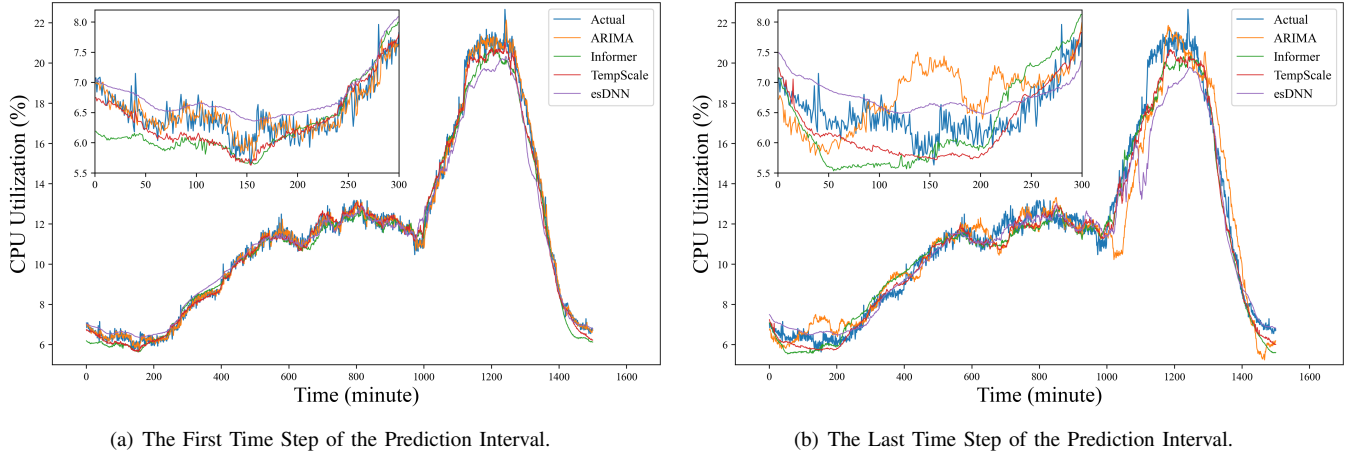 8.0
7.5
7.0
6.5
6.0
5.5
0 50 100 150 200 250 300
Actual
ARIMA
Informer
TempScale
esDNN
22
20
18
16
14
12
10
8
6
CPU Utilization (%)
0 200 400 600 800 1000 1200 1400 1600
Time (minute)
(a) The First Time Step of the Prediction Interval.
8.0
7.5
7.0
6.5
6.0
5.5
0 50 100 150 200 250 300
Actual
ARIMA
Informer
TempScale
esDNN
22
20
18
16
14
12
10
8
6
CPU Utilization (%)
0 200 400 600 800 1000 1200 1400 1600
Time (minute)
(b) The Last Time Step of the Prediction Interval.